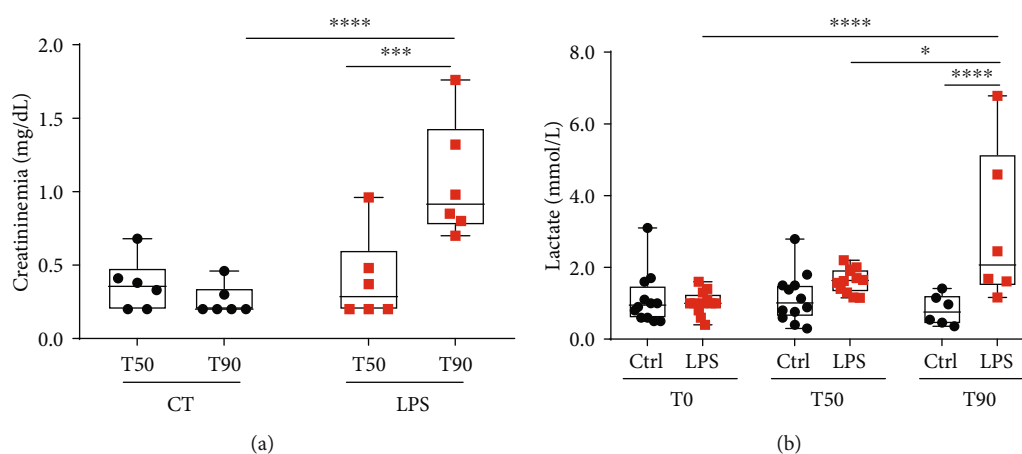 ****
***
2.0
1.5
1.0
0.5
0.0
Creatininemia (mg/dL)
T50 T90 T50 T90
CT LPS
(a)
****
*
****
8.0
6.0
4.0
2.0
0.0
Lactate (mmol/L)
Ctrl LPS Ctrl LPS Ctrl LPS
T0 T50 T90
(b)